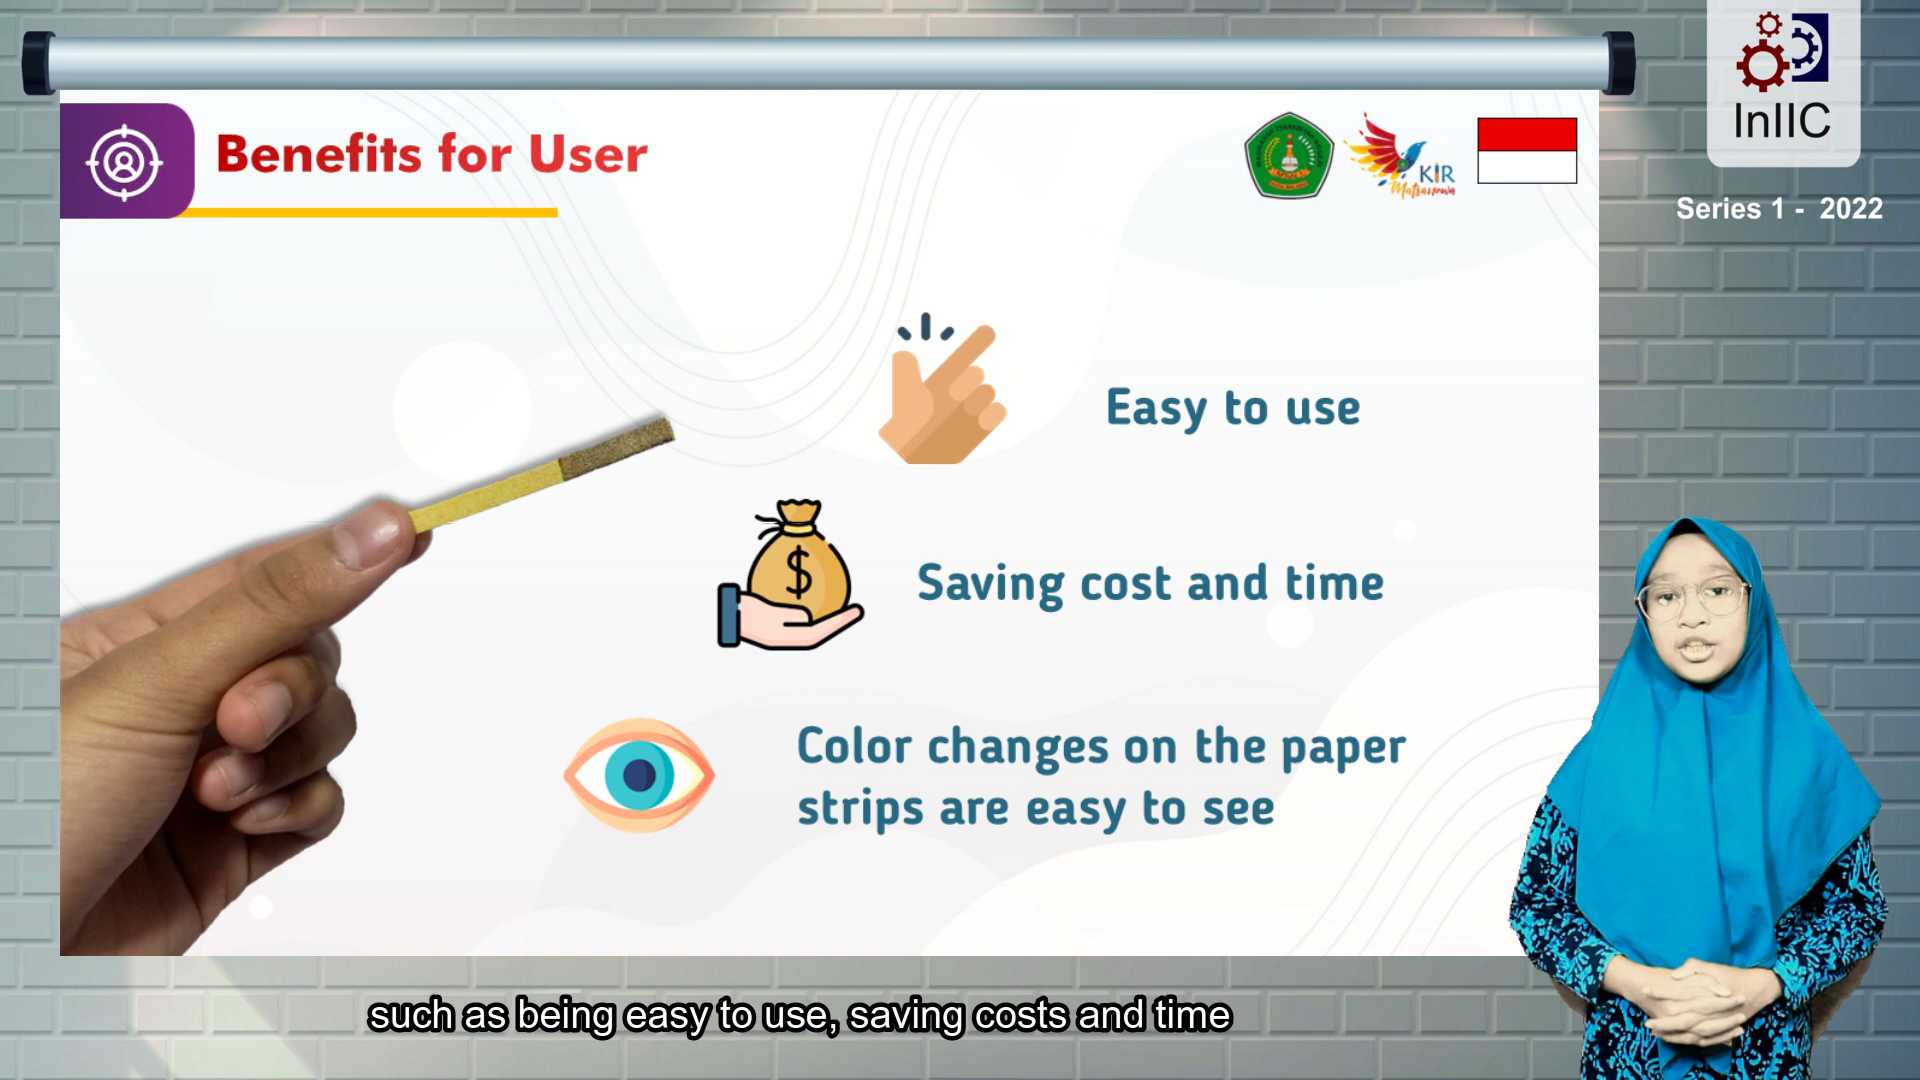 InIIC
Series 1 - 2022
Benefits for User
KIR
Matsanewa
Easy to use
$
Saving cost and time
Color changes on the paper
strips are easy to see
such as being easy to use, saving costs and time